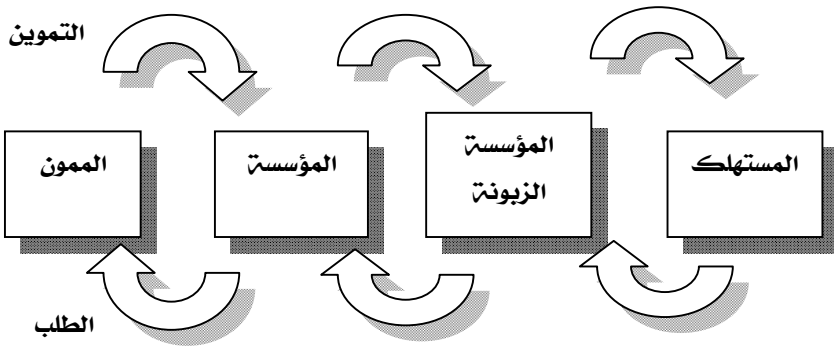 التموين
الممون
المؤسسة
المؤسسة
الزبونة
المستهلك
الطلب